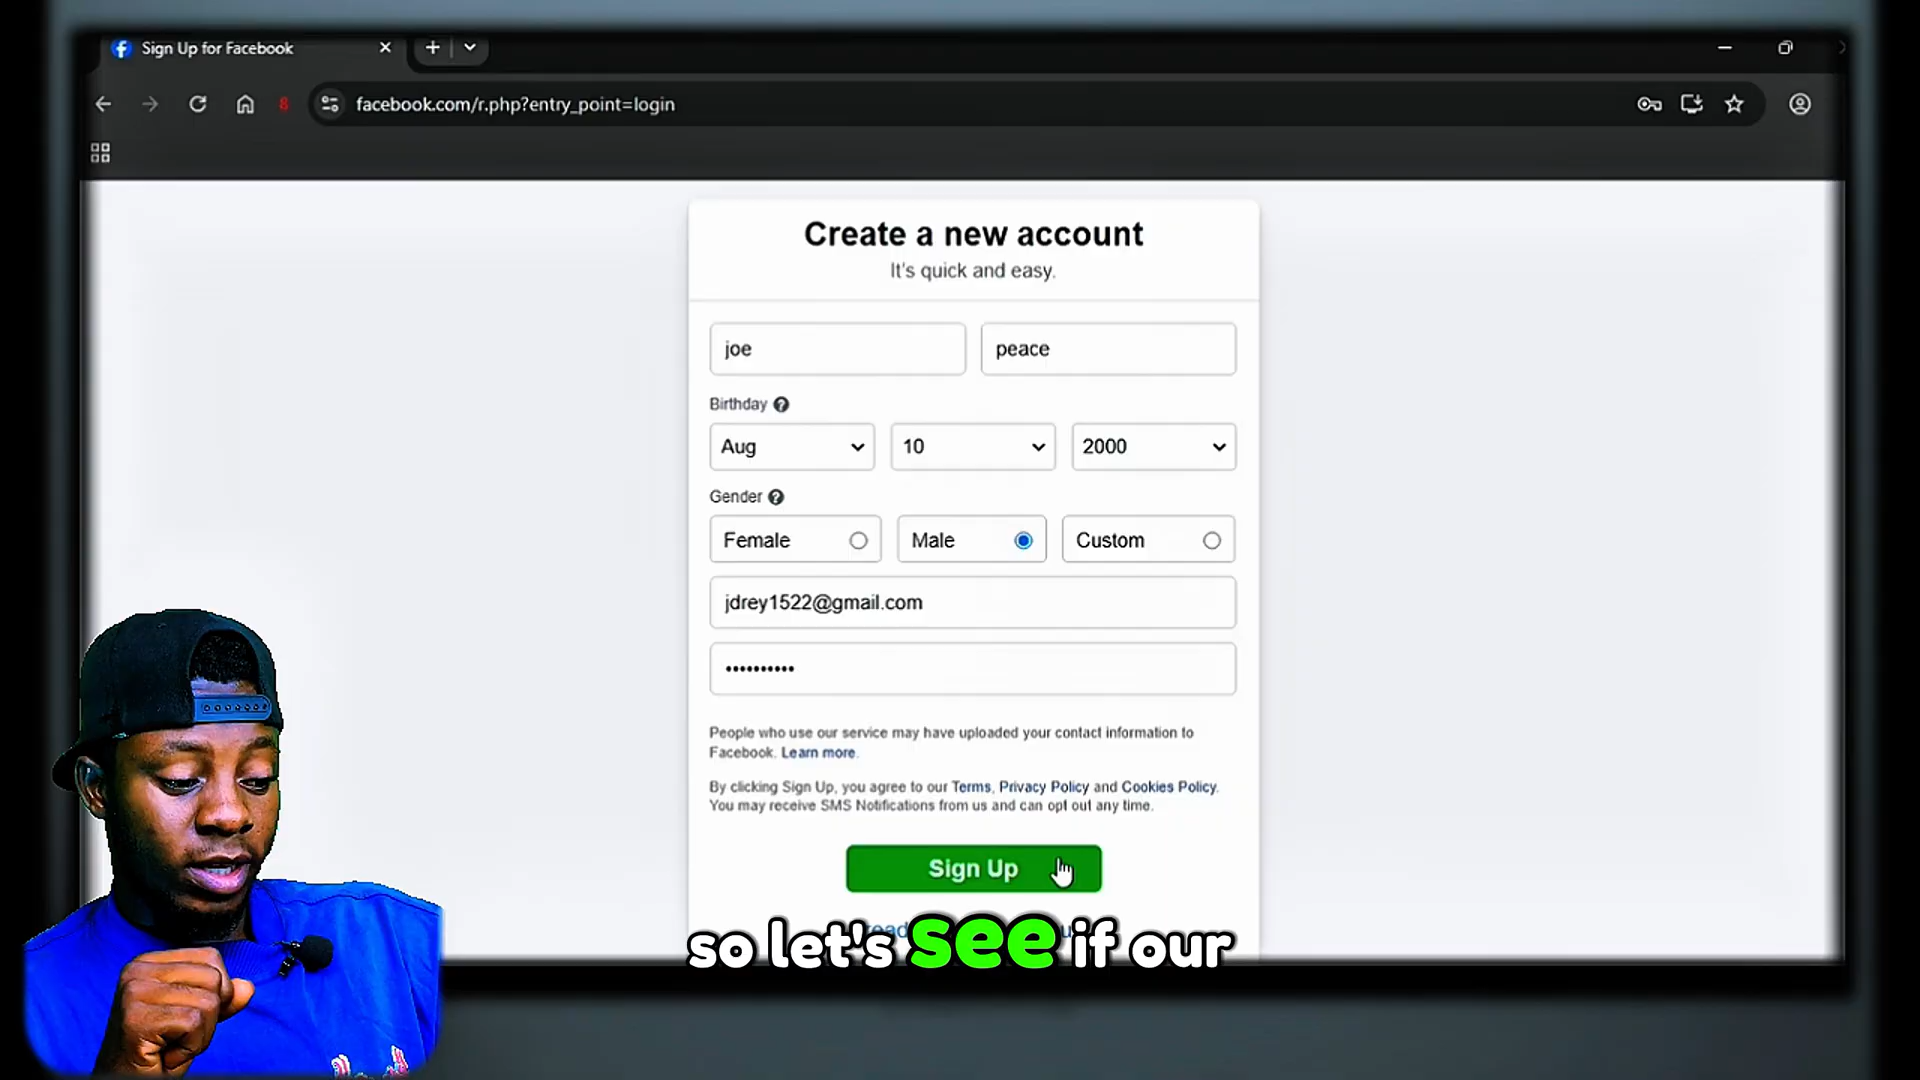 Sign Up for Facebook
facebook.com/r.php?entry_point=login
Create a new account
It's quick and easy.
joe
peace
Birthday
Aug
10
2000
Gender
Female
Male
Custom
jdrey1522@gmail.com
People who use our service may have uploaded your contact information to
Facebook. Learn more.
By clicking Sign Up, you agree to our Terms, Privacy Policy and Cookies Policy.
You may receive SMS Notifications from us and can opt out any time.
Sign Up
so let's see if our